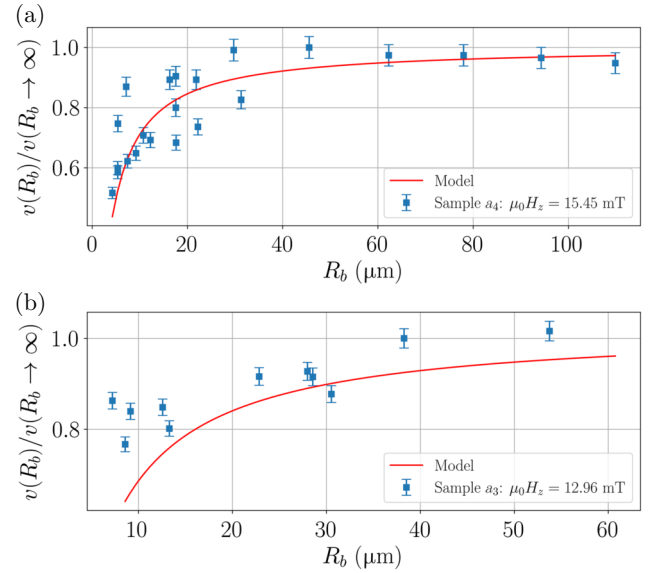 (a)
v(R_b)/v(R_b → ∞)
1.0
0.8
0.6
Model
Sample a_4: μ_0H_z = 15.45 mT
0 20 40 60 80 100
R_b (μm)
(b)
v(R_b)/v(R_b → ∞)
1.0
0.8
Model
Sample a_3: μ_0H_z = 12.96 mT
10 20 30 40 50 60
R_b (μm)